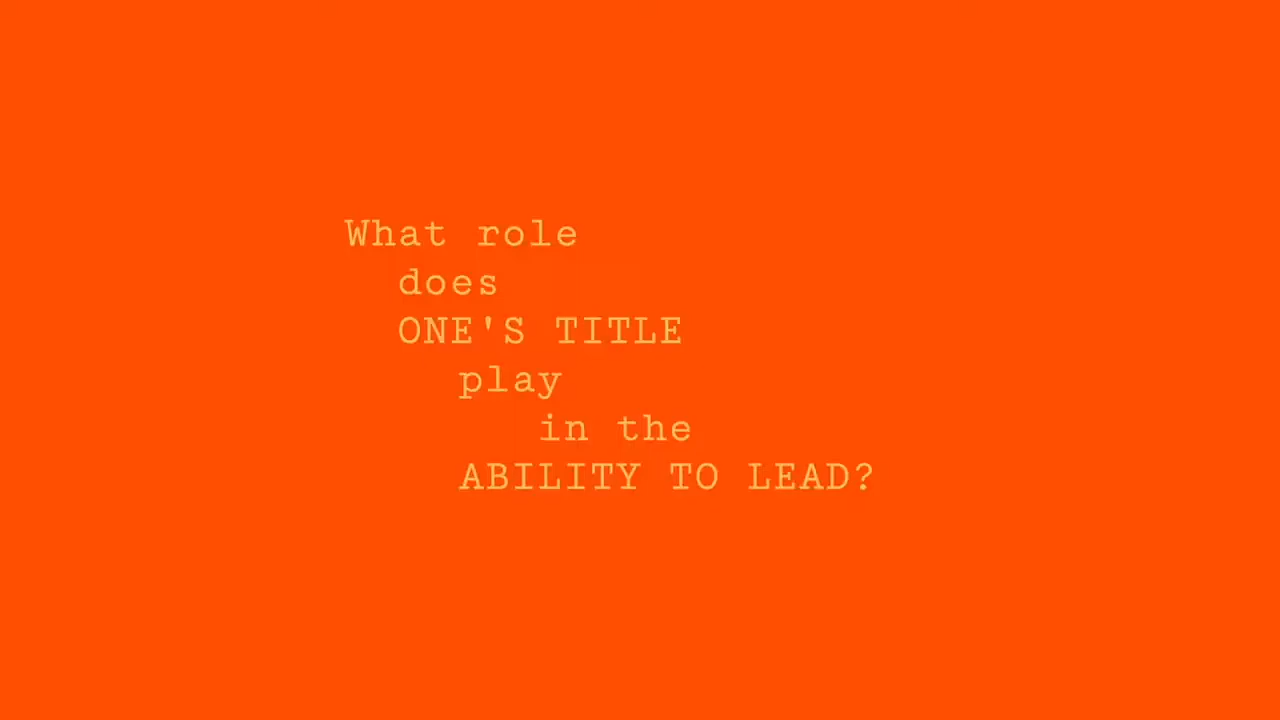 What role
does
ONE'S TITLE
play
in the
ABILITY TO LEAD?